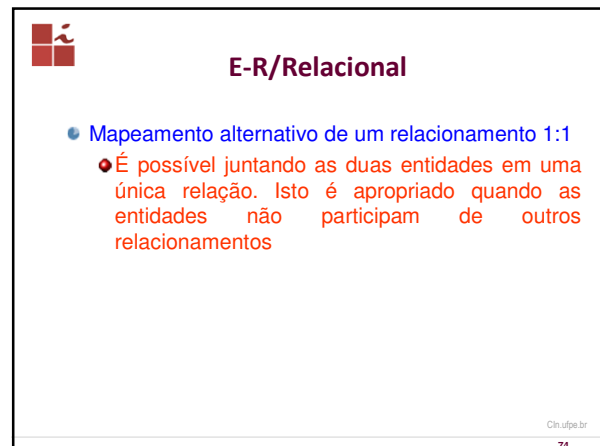 E-R/Relacional
Mapeamento alternativo de um relacionamento 1:1
É possível juntando as duas entidades em uma
única relação. Isto é apropriado quando as
entidades não participam de outros
relacionamentos
CIn.ufpe.br
74